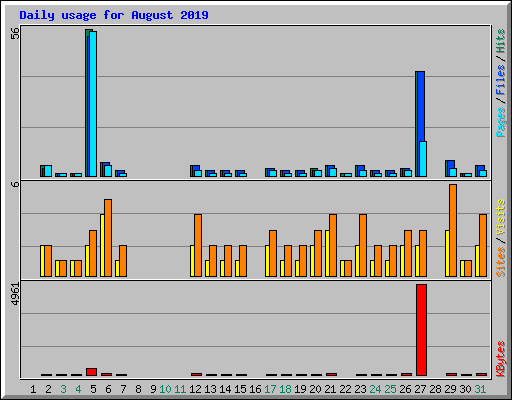 Daily usage for August 2019
56
6
4961
Pages / Files / Hits
Sites / Visits
KBytes
1 2 3 4 5 6 7 8 9 10 11 12 13 14 15 16 17 18 19 20 21 22 23 24 25 26 27 28 29 30 31